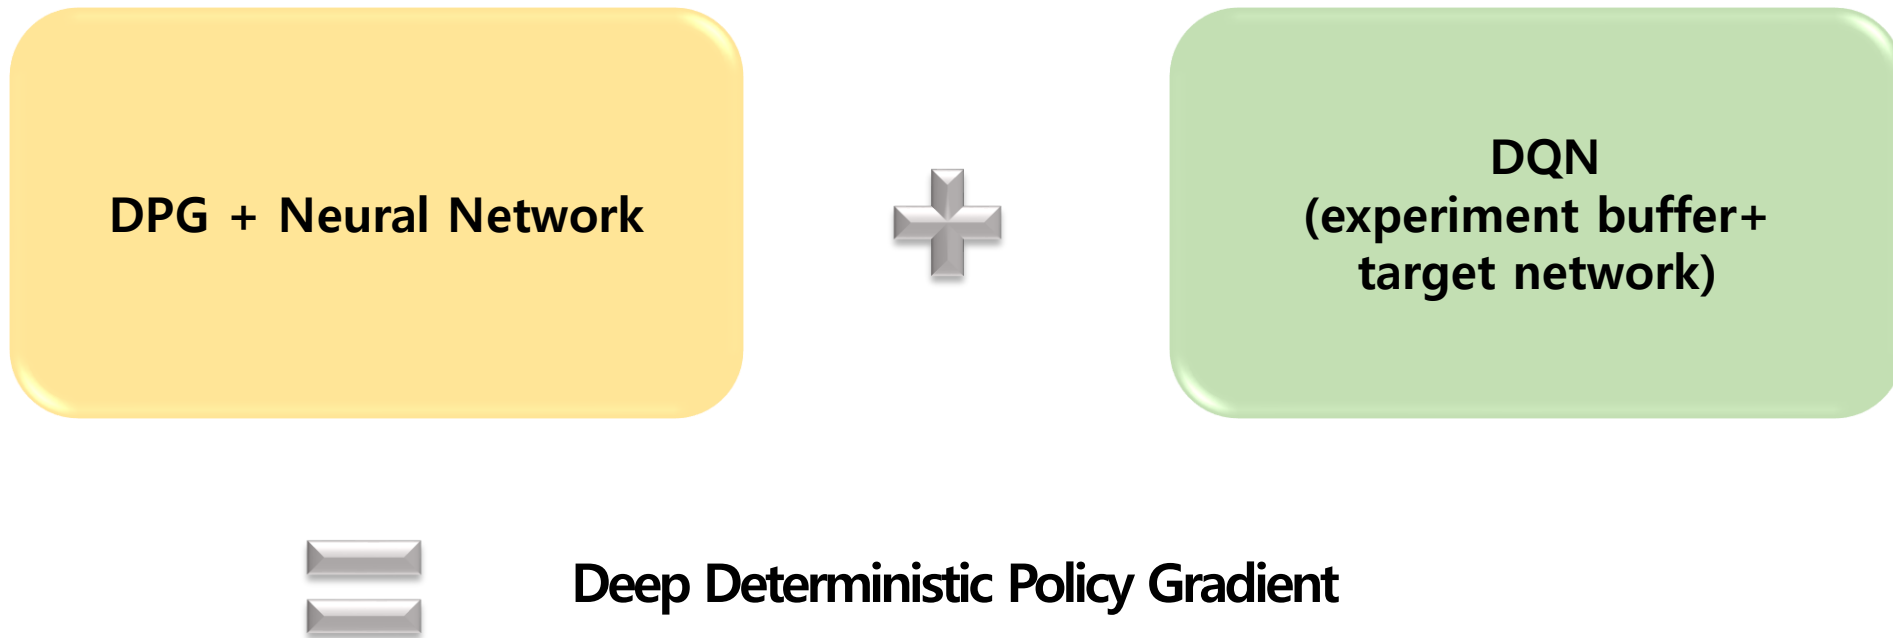 DPG + Neural Network
DQN
(experiment buffer+
target network)
Deep Deterministic Policy Gradient